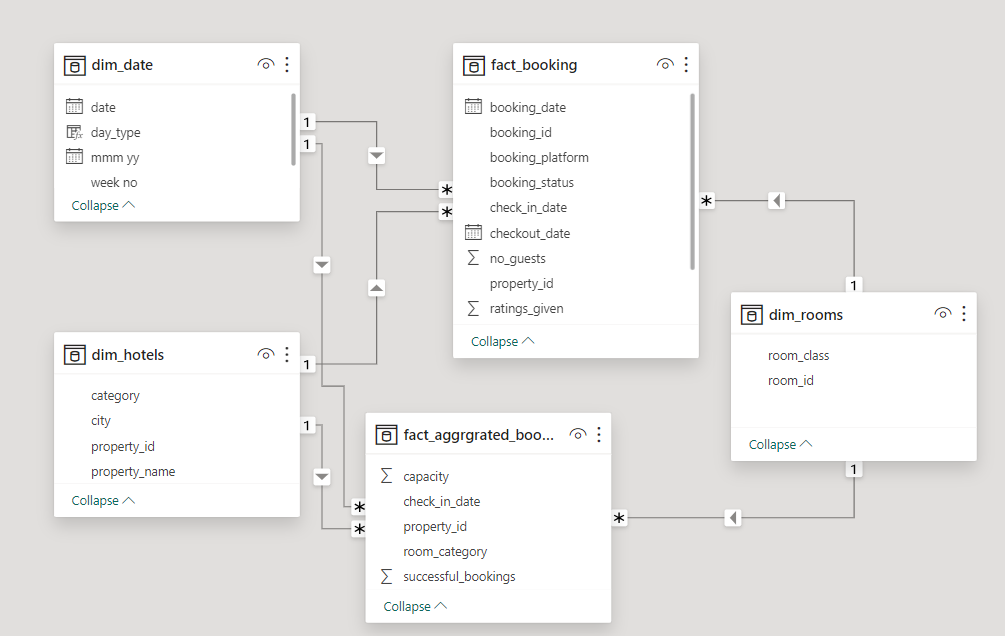 dim_date
date
day_type
mmm yy
week no
Collapse
1
1
fact_booking
booking_date
booking_id
booking_platform
booking_status
check_in_date
checkout_date
no_guests
property_id
ratings_given
Collapse
*
*
*
1
dim_rooms
room_class
room_id
Collapse
1
dim_hotels
category
city
property_id
property_name
Collapse
1
1
fact_aggrgrated_boo...
capacity
check_in_date
property_id
room_category
successful_bookings
Collapse
*
*
*